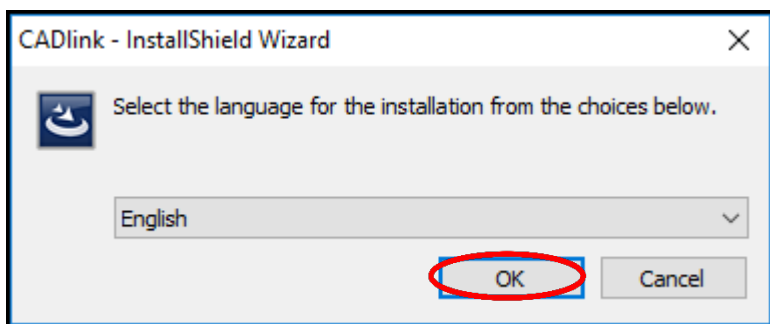 CADlink - InstallShield Wizard
Select the language for the installation from the choices below.
English
OK
Cancel